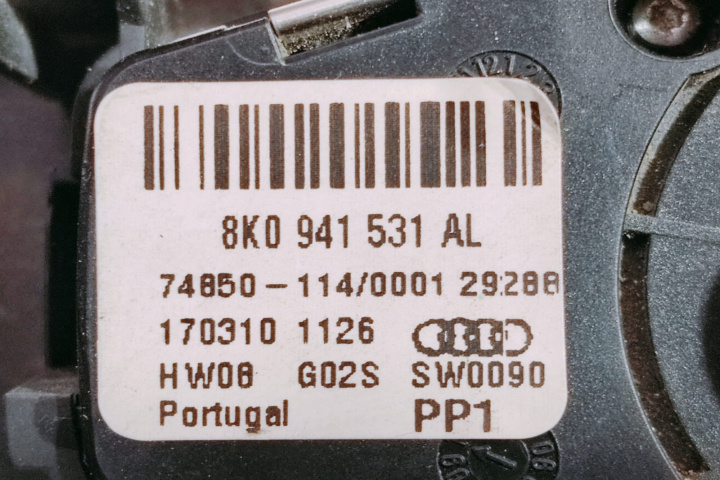 8K0 941 531 AL
74850-114/0001 29288
170310 1126
HW08 G02S SW0090
Portugal PP1